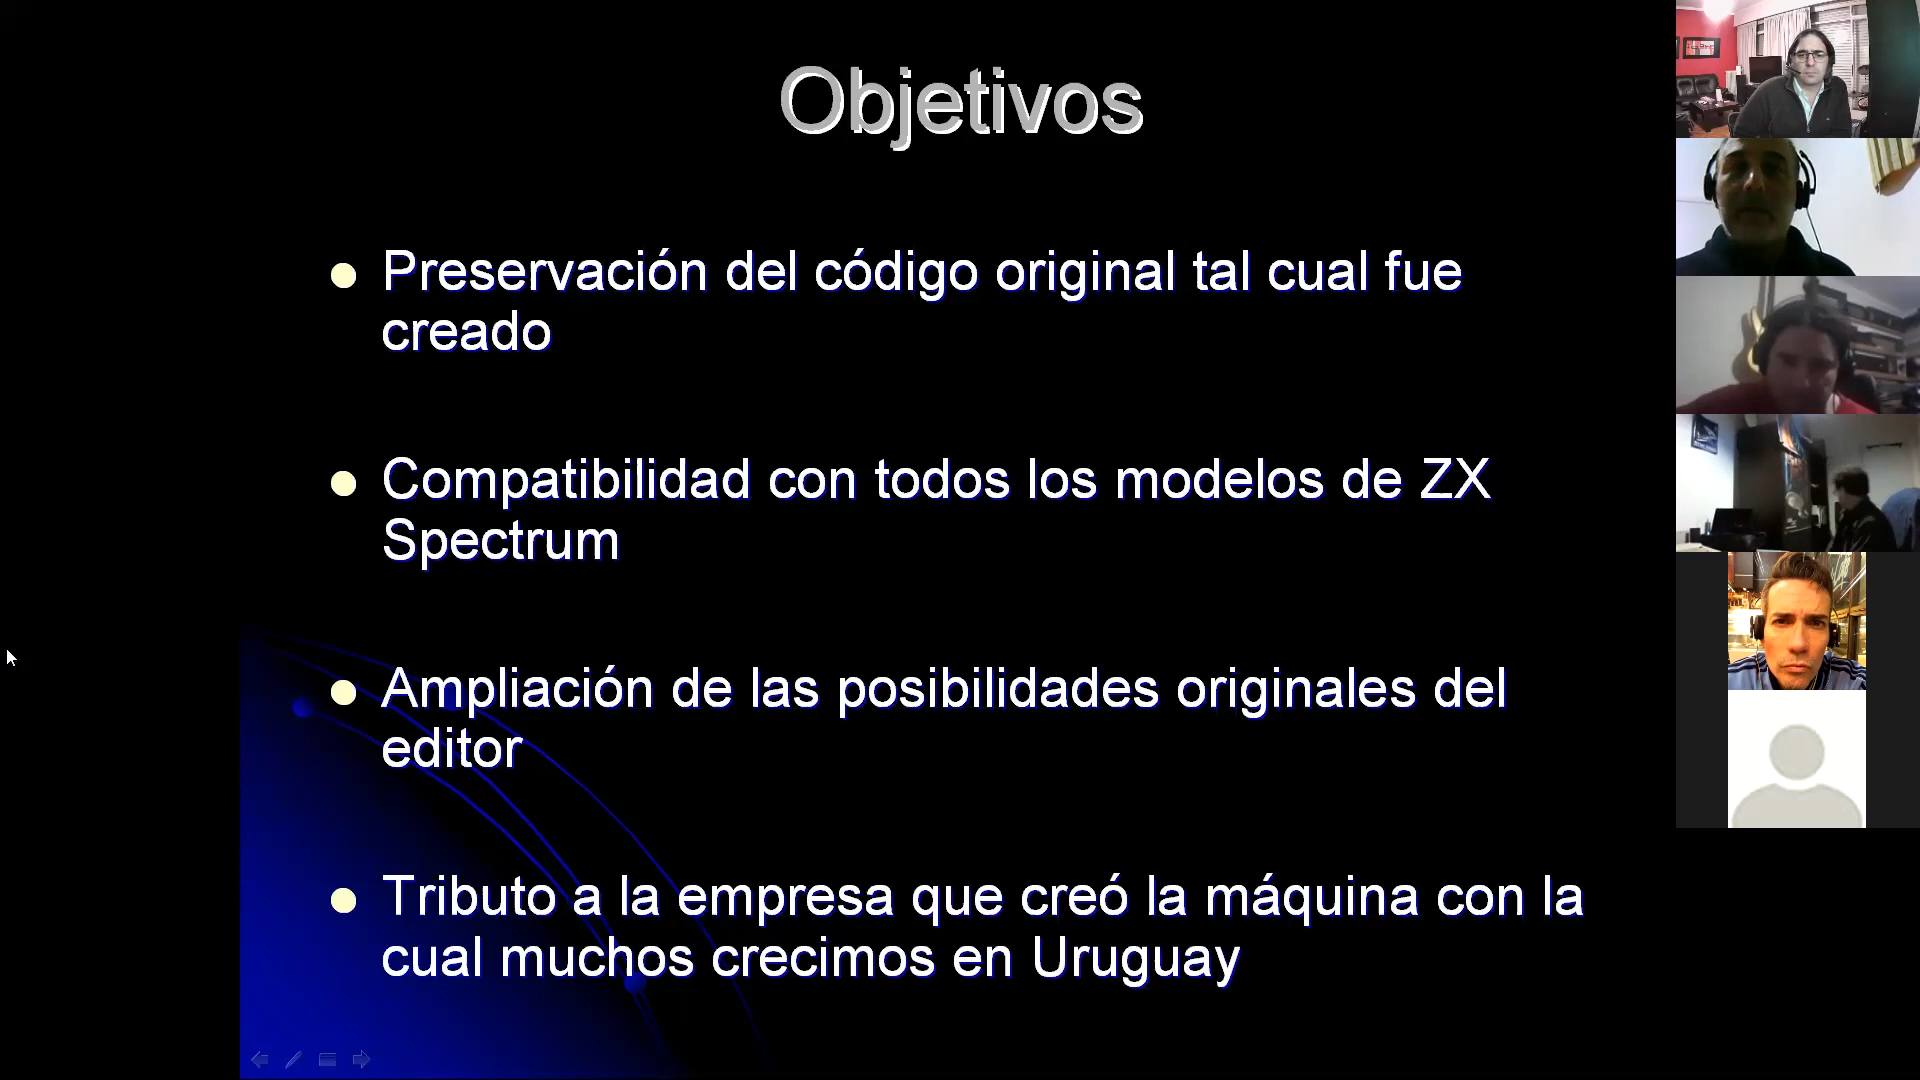 Objetivos
Preservación del código original tal cual fue
creado
Compatibilidad con todos los modelos de ZX
Spectrum
Ampliación de las posibilidades originales del
editor
Tributo a la empresa que creó la máquina con la
cual muchos crecimos en Uruguay